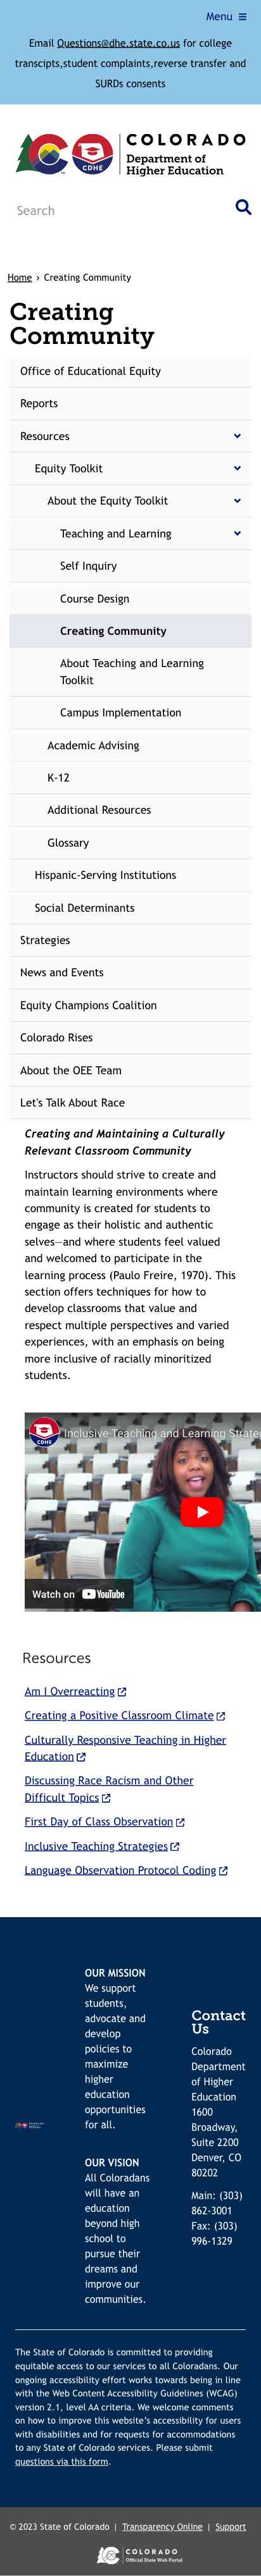 Menu ≡
Email Questions@dhe.state.co.us for college
transcipts,student complaints,reverse transfer and
SURDs consents
CDHE
COLORADO
Department of
Higher Education
Search
Home › Creating Community
Creating
Community
Office of Educational Equity
Reports
Resources
Equity Toolkit
About the Equity Toolkit
Teaching and Learning
Self Inquiry
Course Design
Creating Community
About Teaching and Learning
Toolkit
Campus Implementation
Academic Advising
K-12
Additional Resources
Glossary
Hispanic-Serving Institutions
Social Determinants
Strategies
News and Events
Equity Champions Coalition
Colorado Rises
About the OEE Team
Let's Talk About Race
Creating and Maintaining a Culturally
Relevant Classroom Community
Instructors should strive to create and
maintain learning environments where
community is created for students to
engage as their holistic and authentic
selves—and where students feel valued
and welcomed to participate in the
learning process (Paulo Freire, 1970). This
section offers techniques for how to
develop classrooms that value and
respect multiple perspectives and varied
experiences, with an emphasis on being
more inclusive of racially minoritized
students.
CDHE
Inclusive Teaching and Learning Strate
Watch on YouTube
Resources
Am I Overreacting
Creating a Positive Classroom Climate
Culturally Responsive Teaching in Higher
Education
Discussing Race Racism and Other
Difficult Topics
First Day of Class Observation
Inclusive Teaching Strategies
Language Observation Protocol Coding
OUR MISSION
We support
students,
advocate and
develop
policies to
maximize
higher
education
opportunities
for all.
OUR VISION
All Coloradans
will have an
education
beyond high
school to
pursue their
dreams and
improve our
communities.
Contact
Us
Colorado
Department
of Higher
Education
1600
Broadway,
Suite 2200
Denver, CO
80202
Main: (303)
862-3001
Fax: (303)
996-1329
The State of Colorado is committed to providing
equitable access to our services to all Coloradans. Our
ongoing accessibility effort works towards being in line
with the Web Content Accessibility Guidelines (WCAG)
version 2.1, level AA criteria. We welcome comments
on how to improve this website’s accessibility for users
with disabilities and for requests for accommodations
to any State of Colorado services. Please submit
questions via this form.
© 2023 State of Colorado | Transparency Online | Support
COLORADO
Official State Web Portal